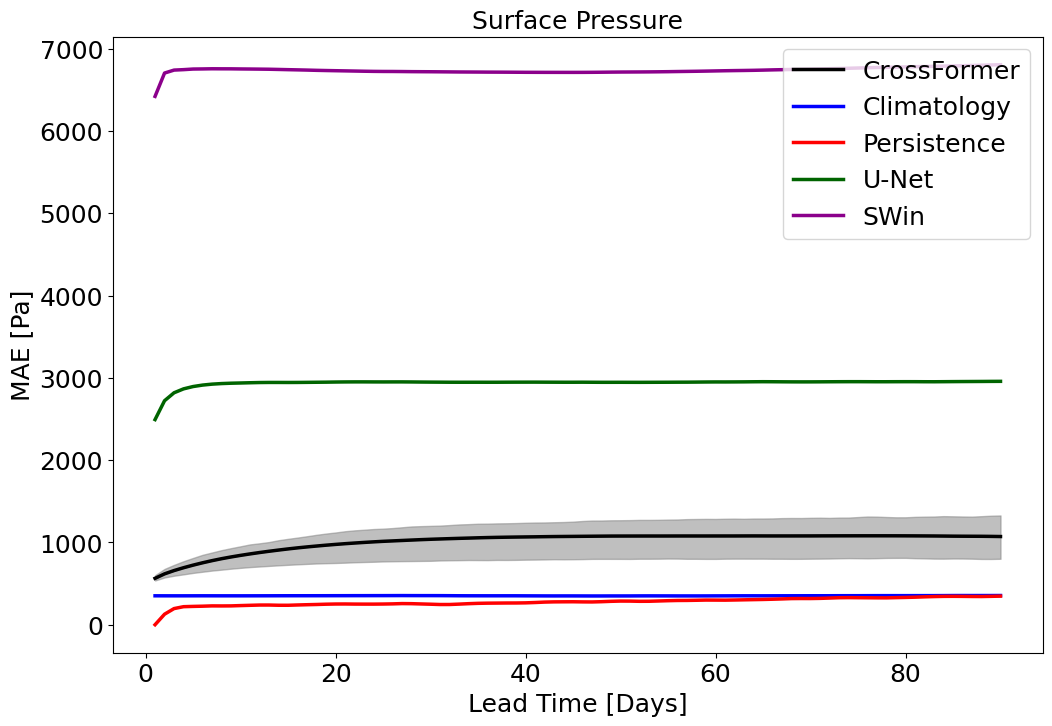 Surface Pressure
7000
6000
5000
4000
3000
2000
1000
0
MAE [Pa]
CrossFormer
Climatology
Persistence
U-Net
SWin
0 20 40 60 80
Lead Time [Days]